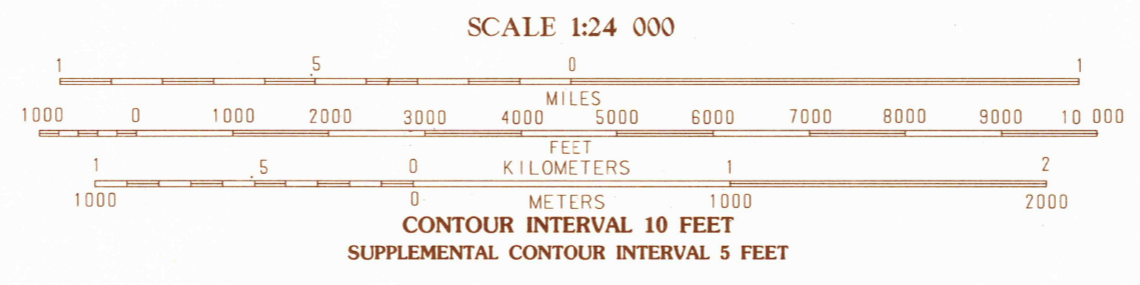 SCALE 1:24 000
1 .5 0 1
MILES
1000 0 1000 2000 3000 4000 5000 6000 7000 8000 9000 10 000
FEET
1 .5 0 KILOMETERS 1 2
1000 0 METERS 1000 2000
CONTOUR INTERVAL 10 FEET
SUPPLEMENTAL CONTOUR INTERVAL 5 FEET